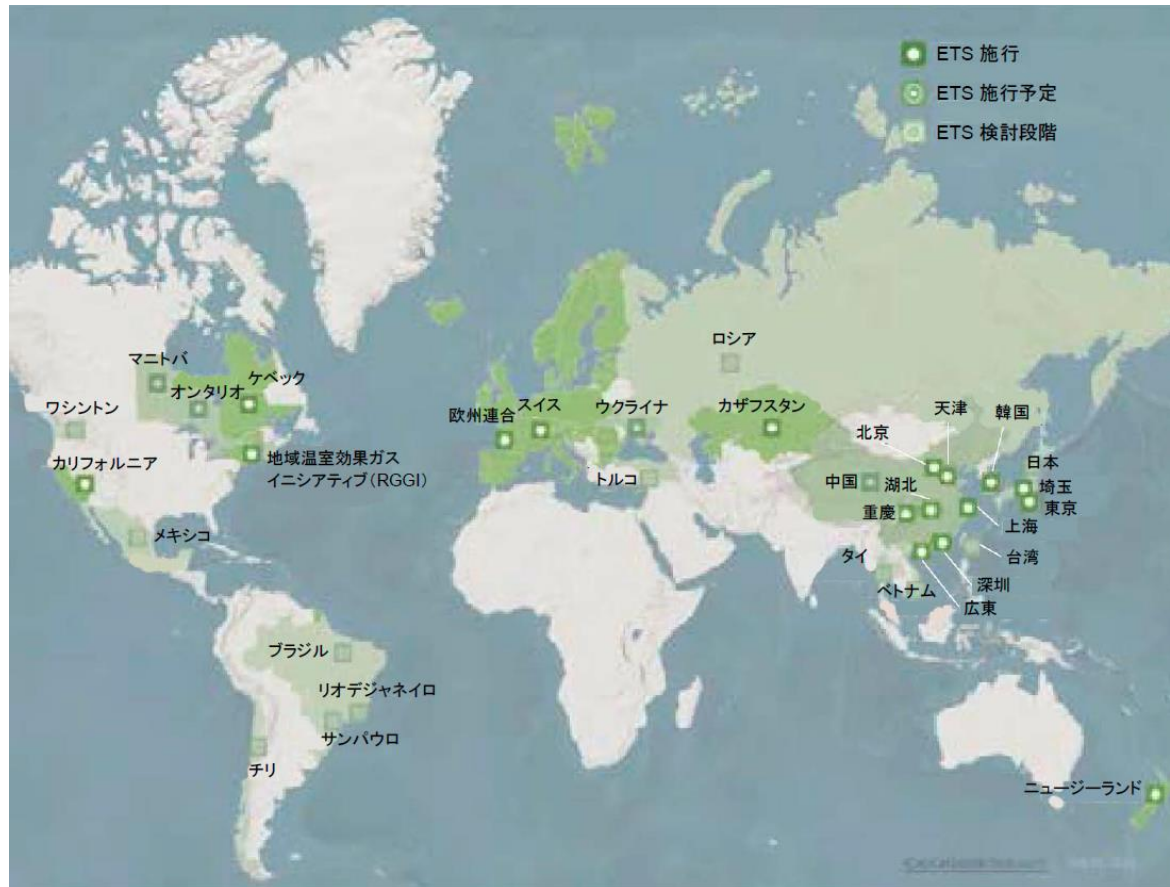 ETS 施行
ETS 施行予定
ETS 検討段階
ロシア
マニトバ
オンタリオ
ケベック
ワシントン
カリフォルニア
地域温室効果ガス
イニシアティブ(RGGI)
メキシコ
欧州連合
スイス
ウクライナ
カザフスタン
トルコ
天津
韓国
北京
日本
中国
湖北
埼玉
重慶
東京
上海
タイ
台湾
ベトナム
深圳
広東
ブラジル
リオデジャネイロ
サンパウロ
チリ
ニュージーランド